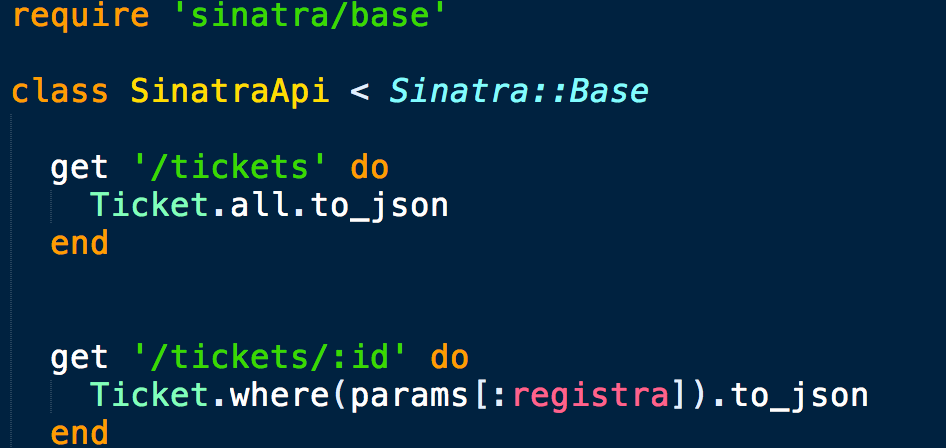 require 'sinatra/base'
class SinatraApi < Sinatra::Base
get '/tickets' do
Ticket.all.to_json
end
get '/tickets/:id' do
Ticket.where(params[:registra]).to_json
end